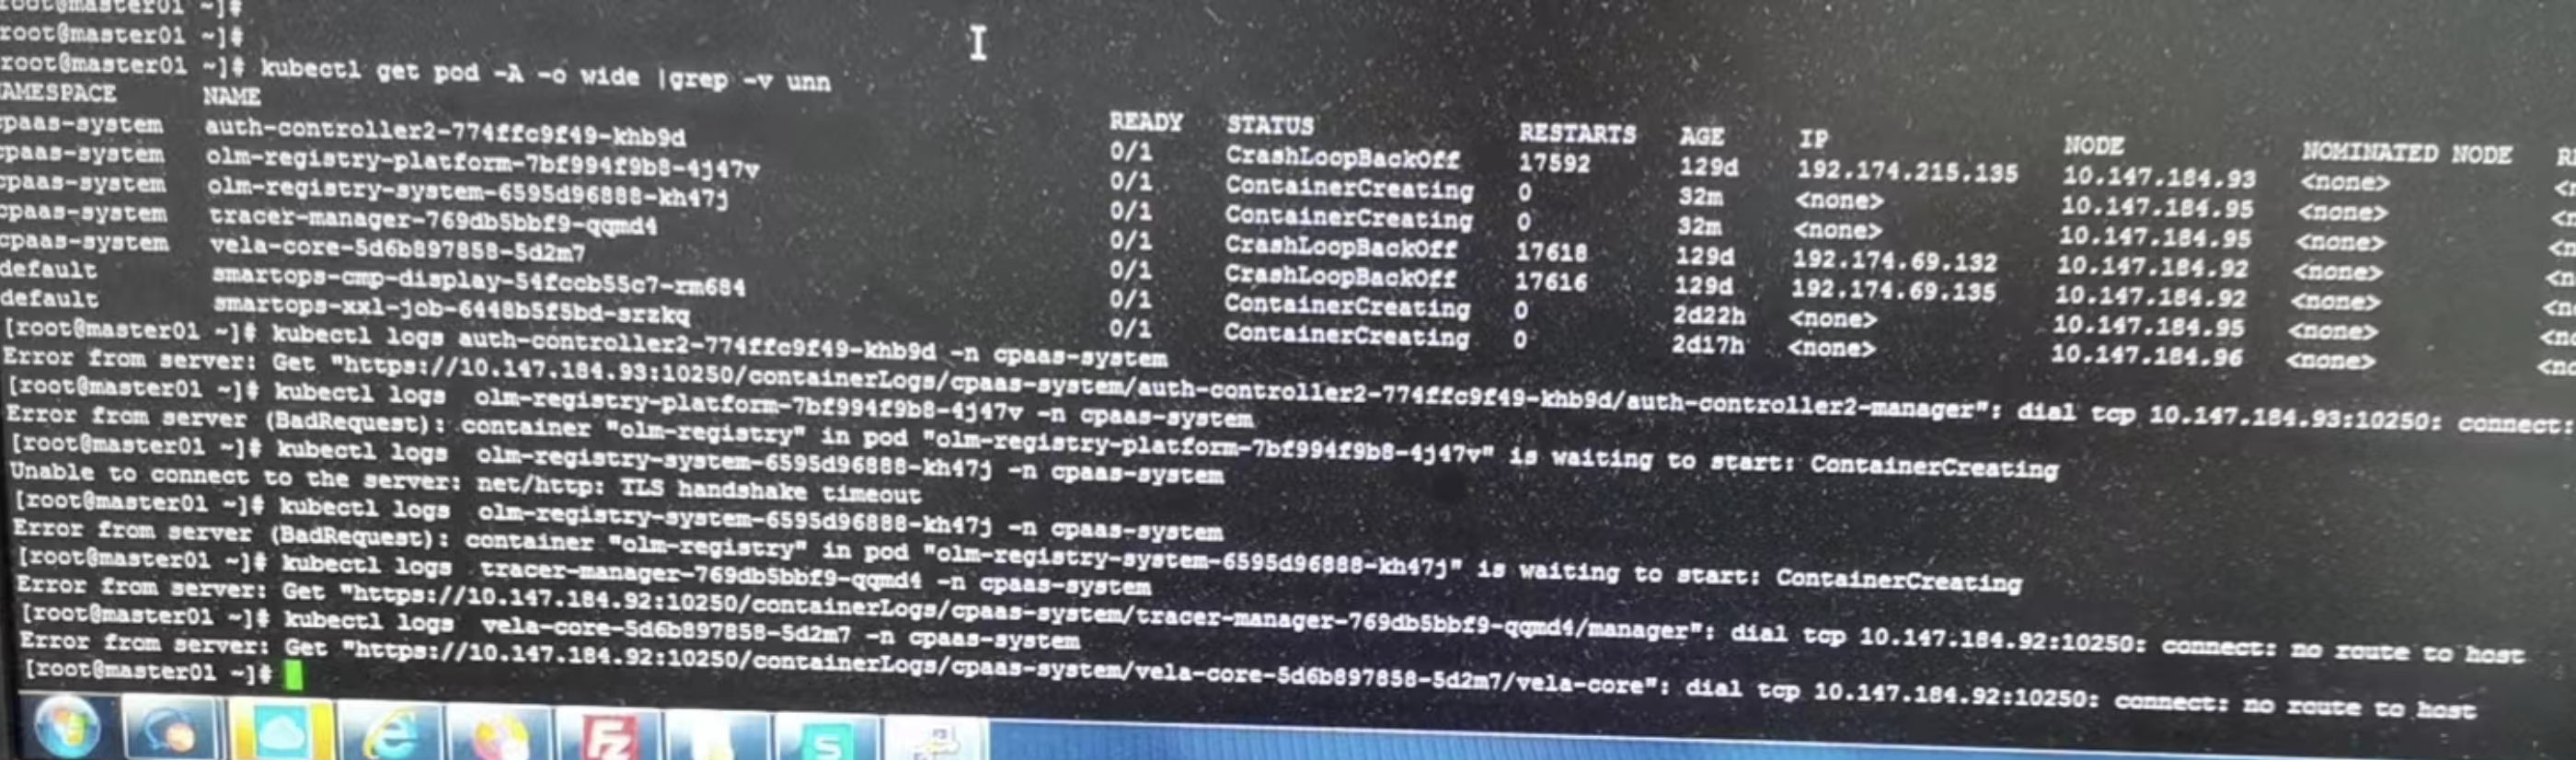 root@master01 ~]#
root@master01 ~]#
root@master01 ~]# kubectl get pod -A -o wide |grep -v unn
AMESPACE NAME READY STATUS RESTARTS AGE IP NODE NOMINATED NODE
cpaas-system auth-controller2-774ffc9f49-khb9d 0/1 CrashLoopBackOff 17592 129d 192.174.215.135 10.147.184.93 <none>
cpaas-system olm-registry-platform-7bf994f9b8-4j47v 0/1 ContainerCreating 0 32m <none> 10.147.184.95 <none>
cpaas-system olm-registry-system-6595d96888-kh47j 0/1 ContainerCreating 0 32m <none> 10.147.184.95 <none>
cpaas-system tracer-manager-769db5bbf9-qqmd4 0/1 CrashLoopBackOff 17618 129d 192.174.69.132 10.147.184.92 <none>
cpaas-system vela-core-5d6b897858-5d2m7 0/1 CrashLoopBackOff 17616 129d 192.174.69.135 10.147.184.92 <none>
default smartops-cmp-display-54fccb55c7-rm684 0/1 ContainerCreating 0 2d22h <none> 10.147.184.95 <none>
default smartops-xxl-job-6448b5f5bd-srzkq 0/1 ContainerCreating 0 2d17h <none> 10.147.184.96 <none>
[root@master01 ~]# kubectl logs auth-controller2-774ffc9f49-khb9d -n cpaas-system
Error from server: Get "https://10.147.184.93:10250/containerLogs/cpaas-system/auth-controller2-774ffc9f49-khb9d/auth-controller2-manager": dial tcp 10.147.184.93:10250: connect:
[root@master01 ~]# kubectl logs olm-registry-platform-7bf994f9b8-4j47v -n cpaas-system
Error from server (BadRequest): container "olm-registry" in pod "olm-registry-platform-7bf994f9b8-4j47v" is waiting to start: ContainerCreating
[root@master01 ~]# kubectl logs olm-registry-system-6595d96888-kh47j -n cpaas-system
Unable to connect to the server: net/http: TLS handshake timeout
[root@master01 ~]# kubectl logs olm-registry-system-6595d96888-kh47j -n cpaas-system
Error from server (BadRequest): container "olm-registry" in pod "olm-registry-system-6595d96888-kh47j" is waiting to start: ContainerCreating
[root@master01 ~]# kubectl logs tracer-manager-769db5bbf9-qqmd4 -n cpaas-system
Error from server: Get "https://10.147.184.92:10250/containerLogs/cpaas-system/tracer-manager-769db5bbf9-qqmd4/manager": dial tcp 10.147.184.92:10250: connect: no route to host
[root@master01 ~]# kubectl logs vela-core-5d6b897858-5d2m7 -n cpaas-system
Error from server: Get "https://10.147.184.92:10250/containerLogs/cpaas-system/vela-core-5d6b897858-5d2m7/vela-core": dial tcp 10.147.184.92:10250: connect: no route to host
[root@master01 ~]#